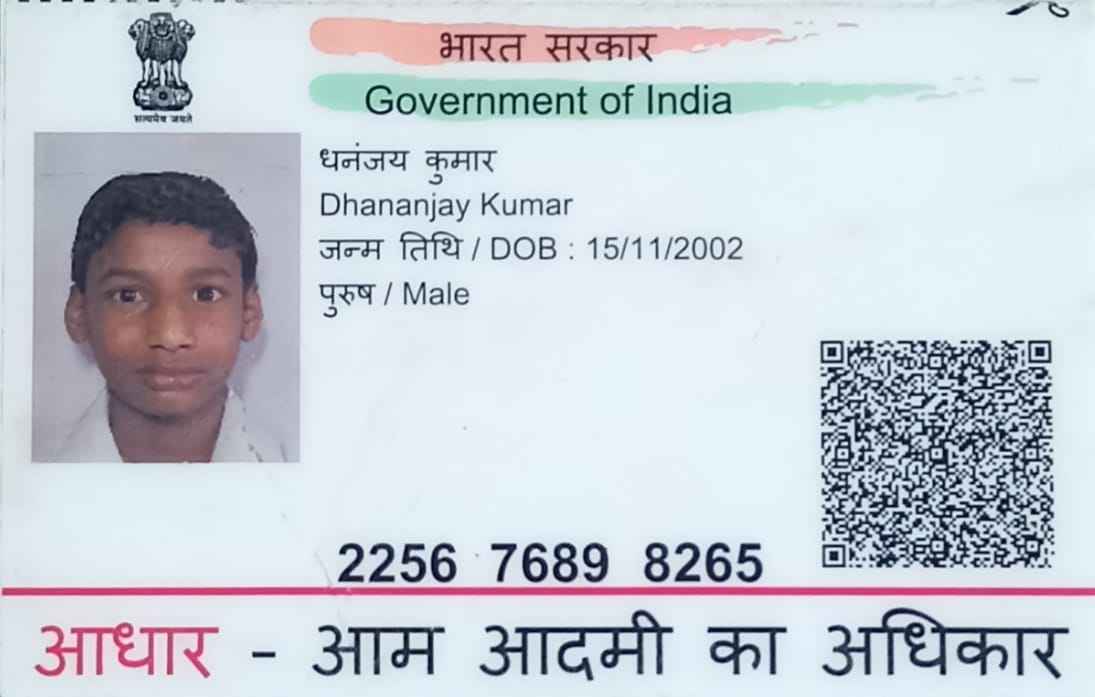 भारत सरकार
Government of India
सत्यमेव जयते
धनंजय कुमार
Dhananjay Kumar
जन्म तिथि / DOB : 15/11/2002
पुरुष / Male
2256 7689 8265
आधार - आम आदमी का अधिकार